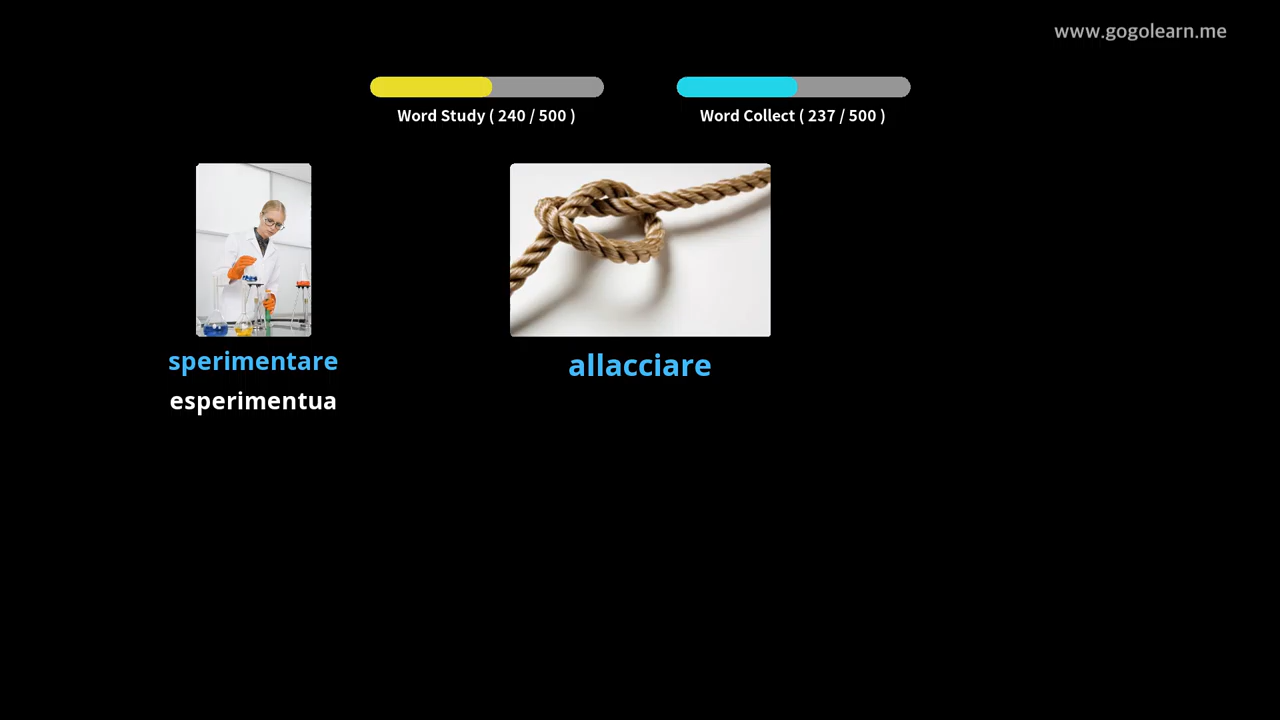 www.gogolearn.me
Word Study ( 240 / 500 )
Word Collect ( 237 / 500 )
sperimentare
esperimentua
allacciare